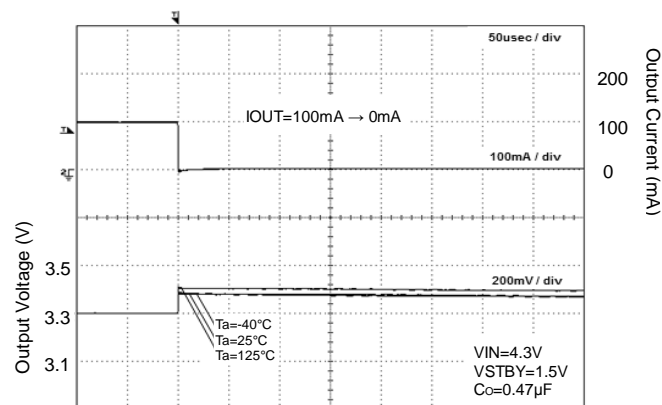 50usec / div
200
IOUT=100mA → 0mA
100
100mA / div
0
Output Current (mA)
Output Voltage (V)
3.5
200mV / div
3.3
Ta=-40°C
Ta=25°C
Ta=125°C
3.1
VIN=4.3V
VSTBY=1.5V
Co=0.47µF